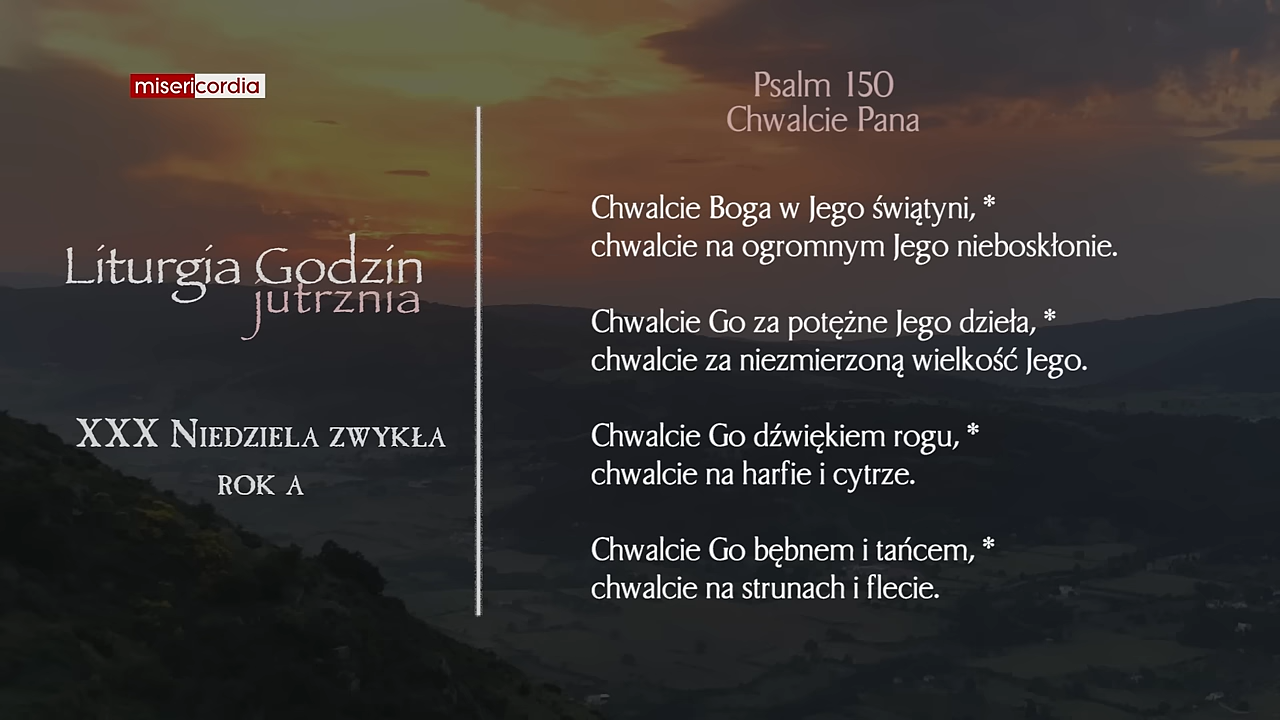 misericordia
Liturgia Godzin
jutrznia
XXX Niedziela zwykła
rok a
Psalm 150
Chwalcie Pana
Chwalcie Boga w Jego świątyni, *
chwalcie na ogromnym Jego nieboskłonie.
Chwalcie Go za potężne Jego dzieła, *
chwalcie za niezmierzoną wielkość Jego.
Chwalcie Go dźwiękiem rogu, *
chwalcie na harfie i cytrze.
Chwalcie Go bębnem i tańcem, *
chwalcie na strunach i flecie.